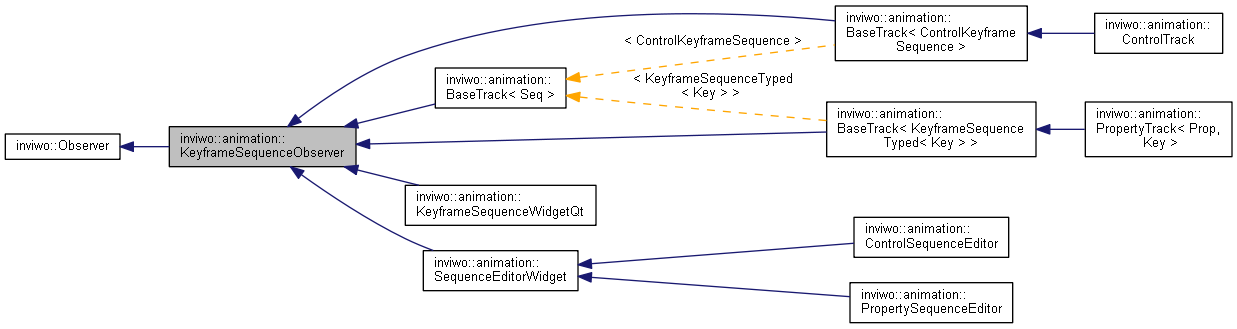 inviwo::Observer
inviwo::animation::
KeyframeSequenceObserver
inviwo::animation::
BaseTrack< Seq >
inviwo::animation::
KeyframeSequenceWidgetQt
inviwo::animation::
SequenceEditorWidget
< ControlKeyframeSequence >
< KeyframeSequenceTyped
< Key > >
inviwo::animation::
BaseTrack< ControlKeyframe
Sequence >
inviwo::animation::
BaseTrack< KeyframeSequence
Typed< Key > >
inviwo::animation::
ControlSequenceEditor
inviwo::animation::
PropertySequenceEditor
inviwo::animation::
ControlTrack
inviwo::animation::
PropertyTrack< Prop,
Key >